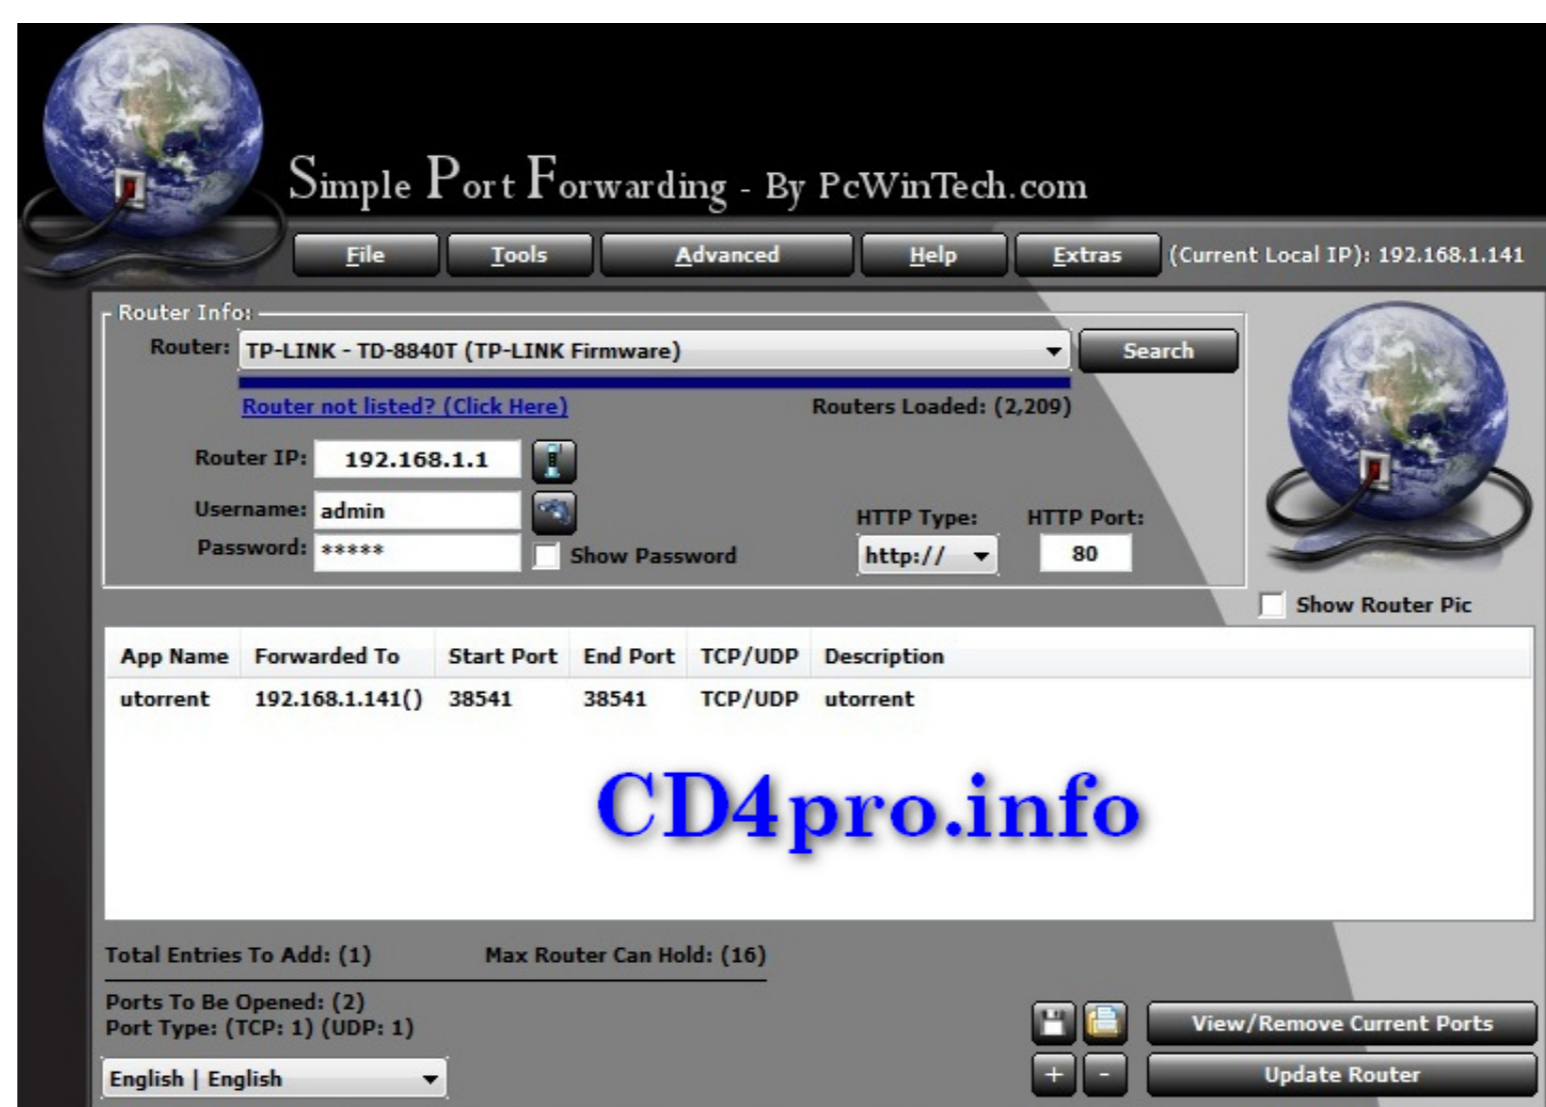 Simple Port Forwarding - By PcWinTech.com
File Tools Advanced Help Extras (Current Local IP): 192.168.1.141
Router Info:
Router: TP-LINK - TD-8840T (TP-LINK Firmware) Search
Router not listed? (Click Here) Routers Loaded: (2,209)
Router IP: 192.168.1.1
Username: admin HTTP Type: HTTP Port:
Password: ***** Show Password http:// 80
Show Router Pic
App Name Forwarded To Start Port End Port TCP/UDP Description
utorrent 192.168.1.141() 38541 38541 TCP/UDP utorrent
CD4pro.info
Total Entries To Add: (1) Max Router Can Hold: (16)
Ports To Be Opened: (2)
Port Type: (TCP: 1) (UDP: 1)
View/Remove Current Ports
English | English + - Update Router